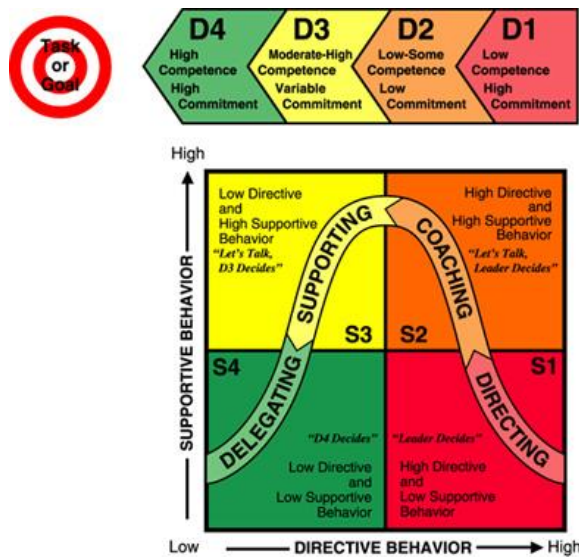 Task
or
Goal
D4
High
Competence
High
Commitment
D3
Moderate-High
Competence
Variable
Commitment
D2
Low-Some
Competence
Low
Commitment
D1
Low
Competence
High
Commitment
High
Low Directive
and
High Supportive
Behavior
“Let’s Talk,
D3 Decides”
SUPPORTING
S3
High Directive
and
High Supportive
Behavior
“Let’s Talk,
Leader Decides”
COACHING
S2
SUPPORTIVE BEHAVIOR
S4
DELEGATING
“D4 Decides”
Low Directive
and
Low Supportive
Behavior
S1
DIRECTING
“Leader Decides”
High Directive
and
Low Supportive
Behavior
Low
DIRECTIVE BEHAVIOR
High